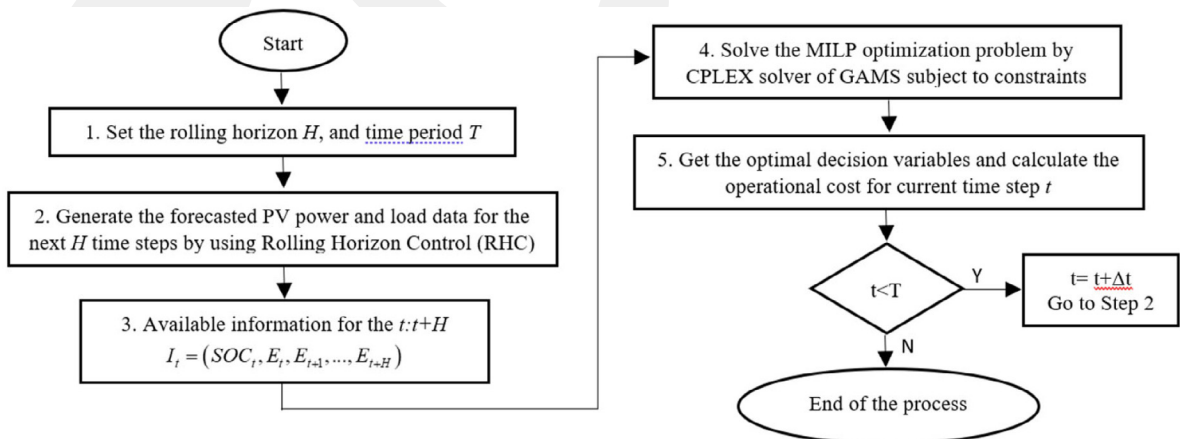 Start
1. Set the rolling horizon H, and time period T
2. Generate the forecasted PV power and load data for the
next H time steps by using Rolling Horizon Control (RHC)
3. Available information for the t:t+H
I_t = (SOC_t, E_t, E_{t+1}, ..., E_{t+H})
4. Solve the MILP optimization problem by
CPLEX solver of GAMS subject to constraints
5. Get the optimal decision variables and calculate the
operational cost for current time step t
t<T
Y
t= t+Δt
Go to Step 2
N
End of the process